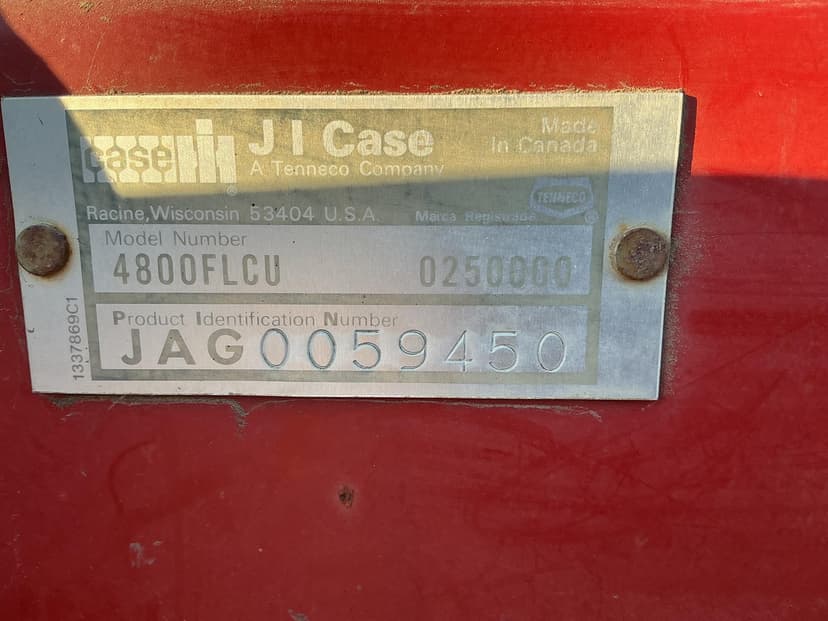 case IH
J I Case
A Tenneco Company
Made
In Canada
TENNECO
Racine, Wisconsin 53404 U.S.A.
Marca Registrada
®
®
Model Number
4800FLCU 0250000
Product Identification Number
JAG0059450
1337869C1